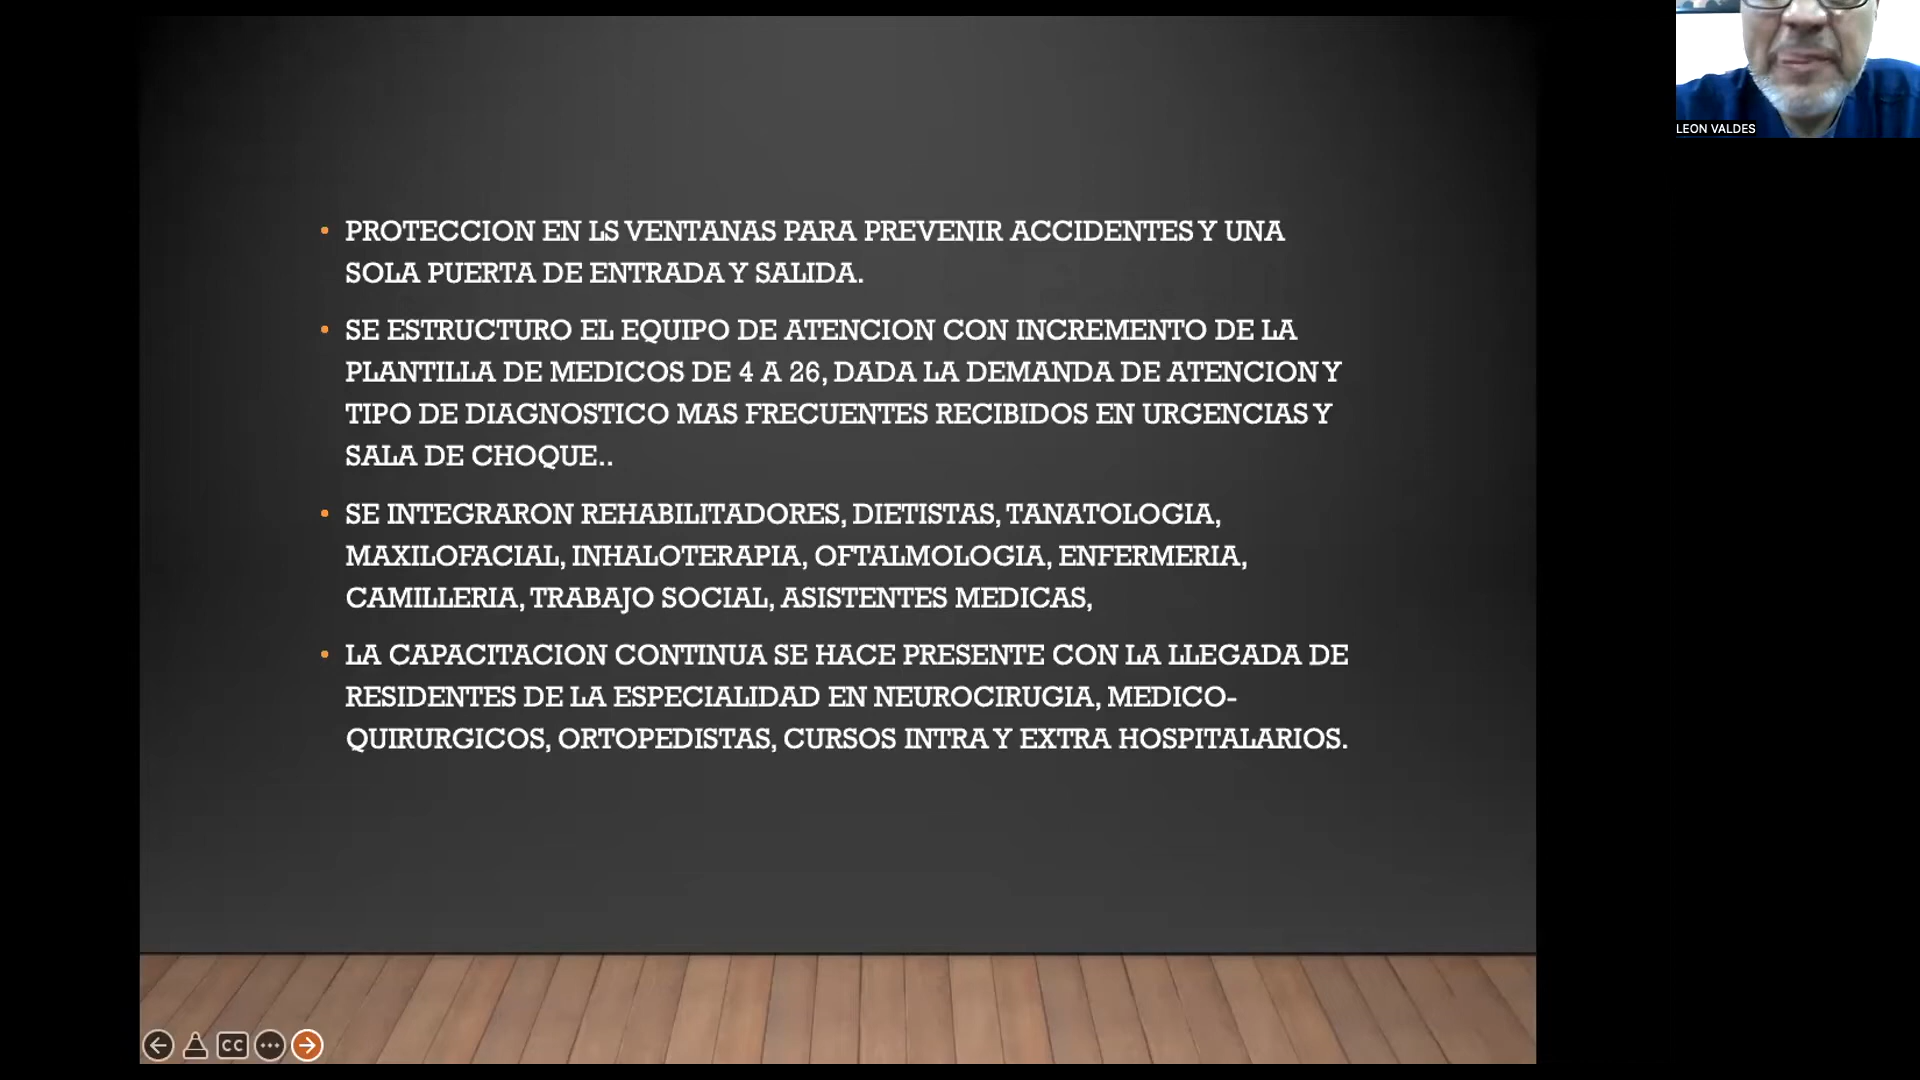 • PROTECCION EN LS VENTANAS PARA PREVENIR ACCIDENTES Y UNA
SOLA PUERTA DE ENTRADA Y SALIDA.
• SE ESTRUCTURO EL EQUIPO DE ATENCION CON INCREMENTO DE LA
PLANTILLA DE MEDICOS DE 4 A 26, DADA LA DEMANDA DE ATENCION Y
TIPO DE DIAGNOSTICO MAS FRECUENTES RECIBIDOS EN URGENCIAS Y
SALA DE CHOQUE..
• SE INTEGRARON REHABILITADORES, DIETISTAS, TANATOLOGIA,
MAXILOFACIAL, INHALOTERAPIA, OFTALMOLOGIA, ENFERMERIA,
CAMILLERIA, TRABAJO SOCIAL, ASISTENTES MEDICAS,
• LA CAPACITACION CONTINUA SE HACE PRESENTE CON LA LLEGADA DE
RESIDENTES DE LA ESPECIALIDAD EN NEUROCIRUGIA, MEDICO-
QUIRURGICOS, ORTOPEDISTAS, CURSOS INTRA Y EXTRA HOSPITALARIOS.
LEON VALDES
CC